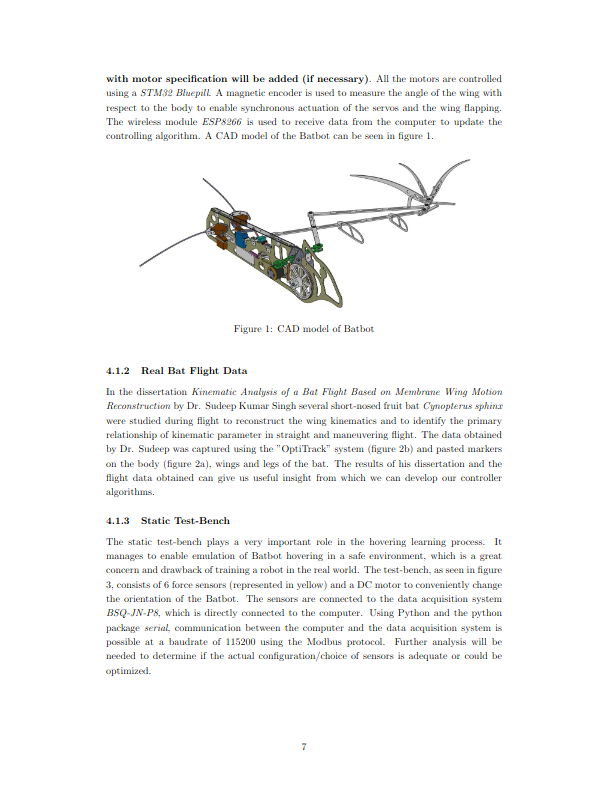 with motor specification will be added (if necessary). All the motors are controlled
using a STM32 Bluepill. A magnetic encoder is used to measure the angle of the wing with
respect to the body to enable synchronous actuation of the servos and the wing flapping.
The wireless module ESP8266 is used to receive data from the computer to update the
controlling algorithm. A CAD model of the Batbot can be seen in figure 1.
Figure 1: CAD model of Batbot
4.1.2 Real Bat Flight Data
In the dissertation Kinematic Analysis of a Bat Flight Based on Membrane Wing Motion
Reconstruction by Dr. Sudeep Kumar Singh several short-nosed fruit bat Cynopterus sphinx
were studied during flight to reconstruct the wing kinematics and to identify the primary
relationship of kinematic parameter in straight and maneuvering flight. The data obtained
by Dr. Sudeep was captured using the "OptiTrack" system (figure 2b) and pasted markers
on the body (figure 2a), wings and legs of the bat. The results of his dissertation and the
flight data obtained can give us useful insight from which we can develop our controller
algorithms.
4.1.3 Static Test-Bench
The static test-bench plays a very important role in the hovering learning process. It
manages to enable emulation of Batbot hovering in a safe environment, which is a great
concern and drawback of training a robot in the real world. The test-bench, as seen in figure
3, consists of 6 force sensors (represented in yellow) and a DC motor to conveniently change
the orientation of the Batbot. The sensors are connected to the data acquisition system
BSQ-JN-P8, which is directly connected to the computer. Using Python and the python
package serial, communication between the computer and the data acquisition system is
possible at a baudrate of 115200 using the Modbus protocol. Further analysis will be
needed to determine if the actual configuration/choice of sensors is adequate or could be
optimized.
7